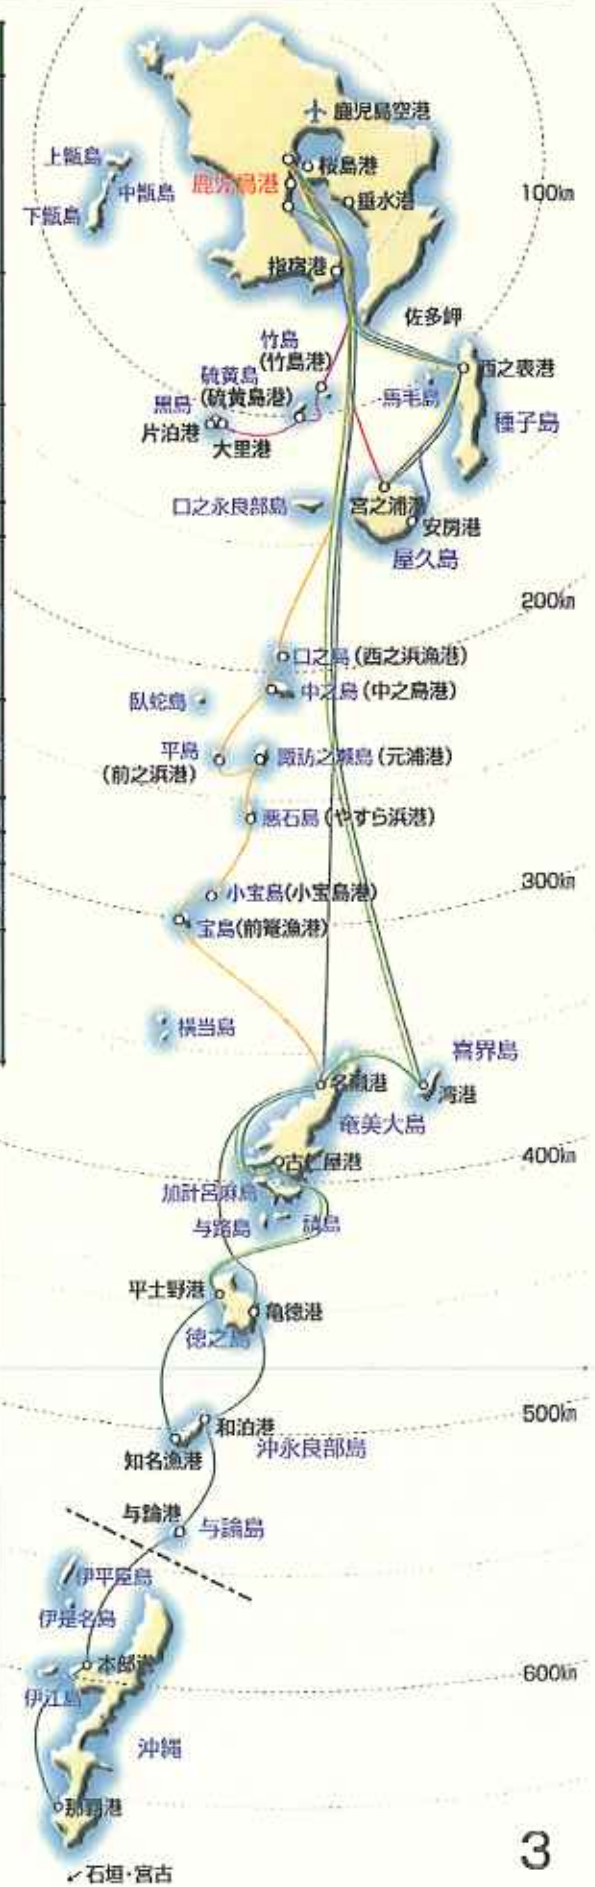 鹿児島空港
上甑島
中甑島
下甑島
桜島港
鹿児島港
垂水港
100km
指宿港
佐多岬
竹島
(竹島港)
西之表港
硫黄島
(硫黄島港)
馬毛島
黒島
片泊港
大里港
種子島
口之永良部島
宮之浦港
安房港
屋久島
200km
口之島(西之浜漁港)
中之島(中之島港)
臥蛇島
平島
(前之浜港)
諏訪之瀬島(元浦港)
悪石島(やすら浜港)
300km
小宝島(小宝島港)
宝島(前篭漁港)
横当島
喜界島
名瀬港
湾港
奄美大島
400km
古仁屋港
加計呂麻島
与路島
請島
平土野港
亀徳港
徳之島
500km
和泊港
沖永良部島
知名漁港
与論港
与論島
伊平屋島
伊是名島
本部港
600km
伊江島
沖縄
那覇港
3
石垣・宮古